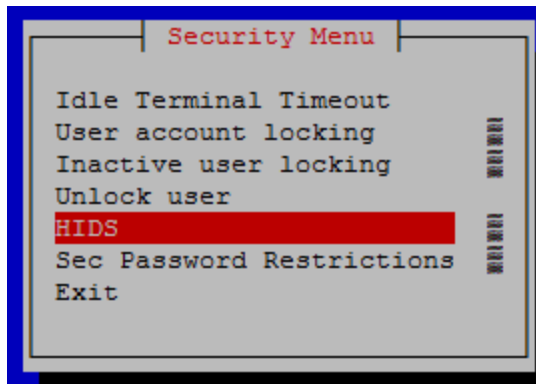 Security Menu
Idle Terminal Timeout
User account locking
Inactive user locking
Unlock user
HIDS
Sec Password Restrictions
Exit